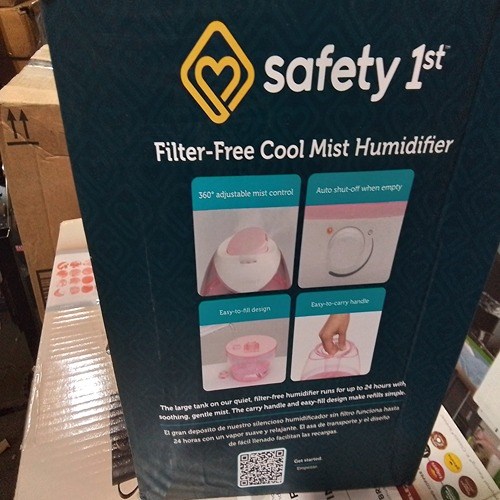 safety 1st™
Filter-Free Cool Mist Humidifier
360° adjustable mist control
Auto shut-off when empty
Easy-to-fill design
Easy-to-carry handle
The large tank on our quiet, filter-free humidifier runs for up to 24 hours with
soothing, gentle mist. The carry handle and easy-fill design make refills simple.
El gran depósito de nuestro silencioso humidificador sin filtro funciona hasta
24 horas con un vapor suave y relajante. El asa de transporte y el diseño
de fácil llenado facilitan las recargas.
Get started
Empezar